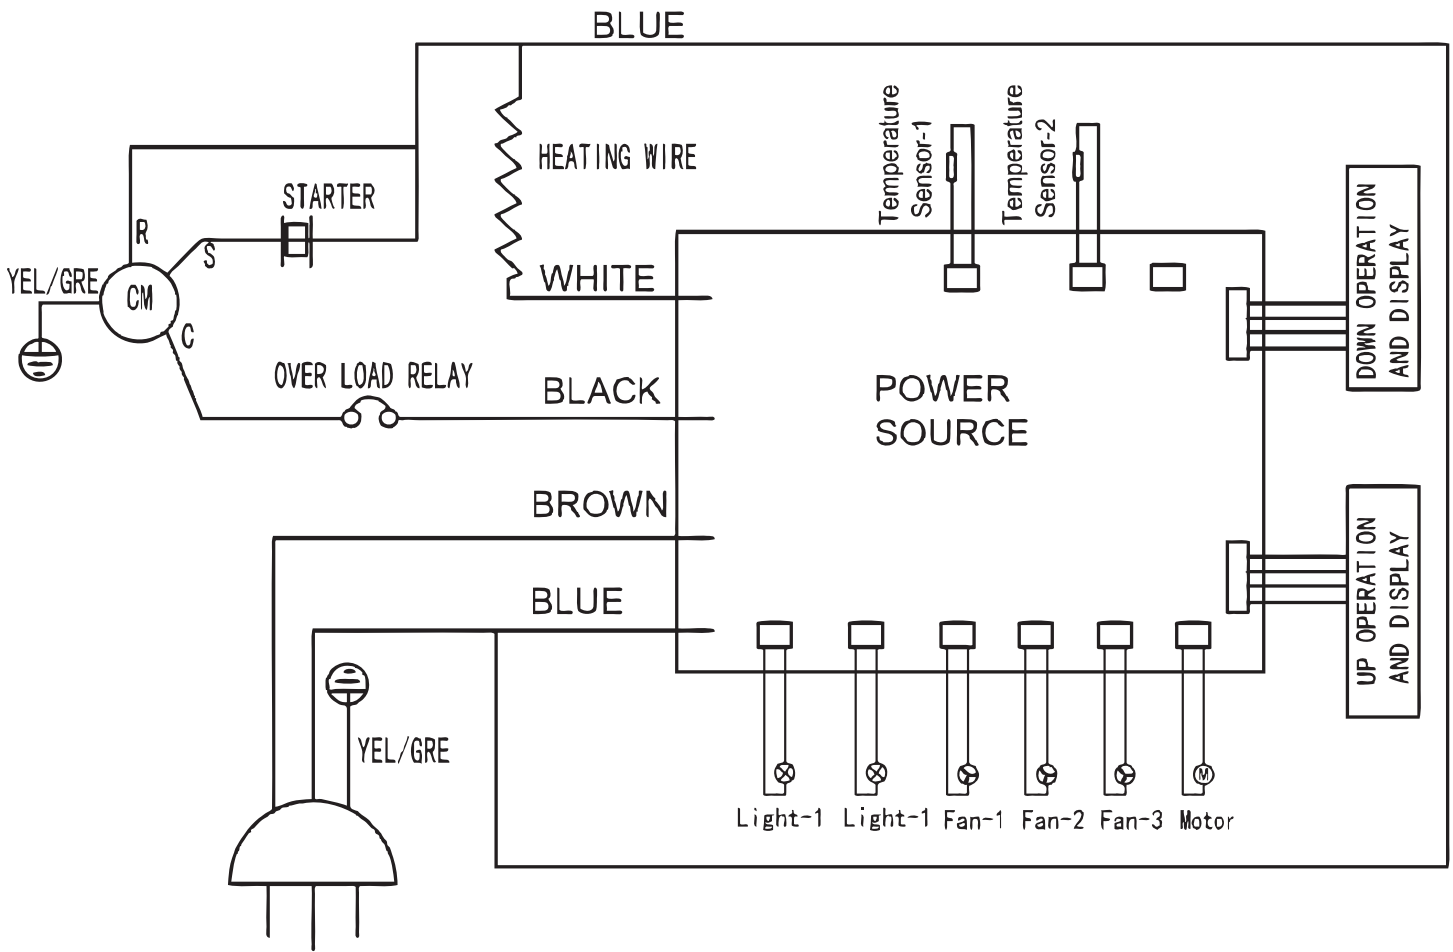 BLUE
Temperature
Sensor-1
Temperature
Sensor-2
HEATING WIRE
STARTER
R
S
YEL/GRE
CM
C
WHITE
DOWN OPERATION
AND DISPLAY
OVER LOAD RELAY
BLACK
POWER
SOURCE
BROWN
BLUE
UP OPERATION
AND DISPLAY
YEL/GRE
M
Light-1
Light-1
Fan-1
Fan-2
Fan-3
Motor